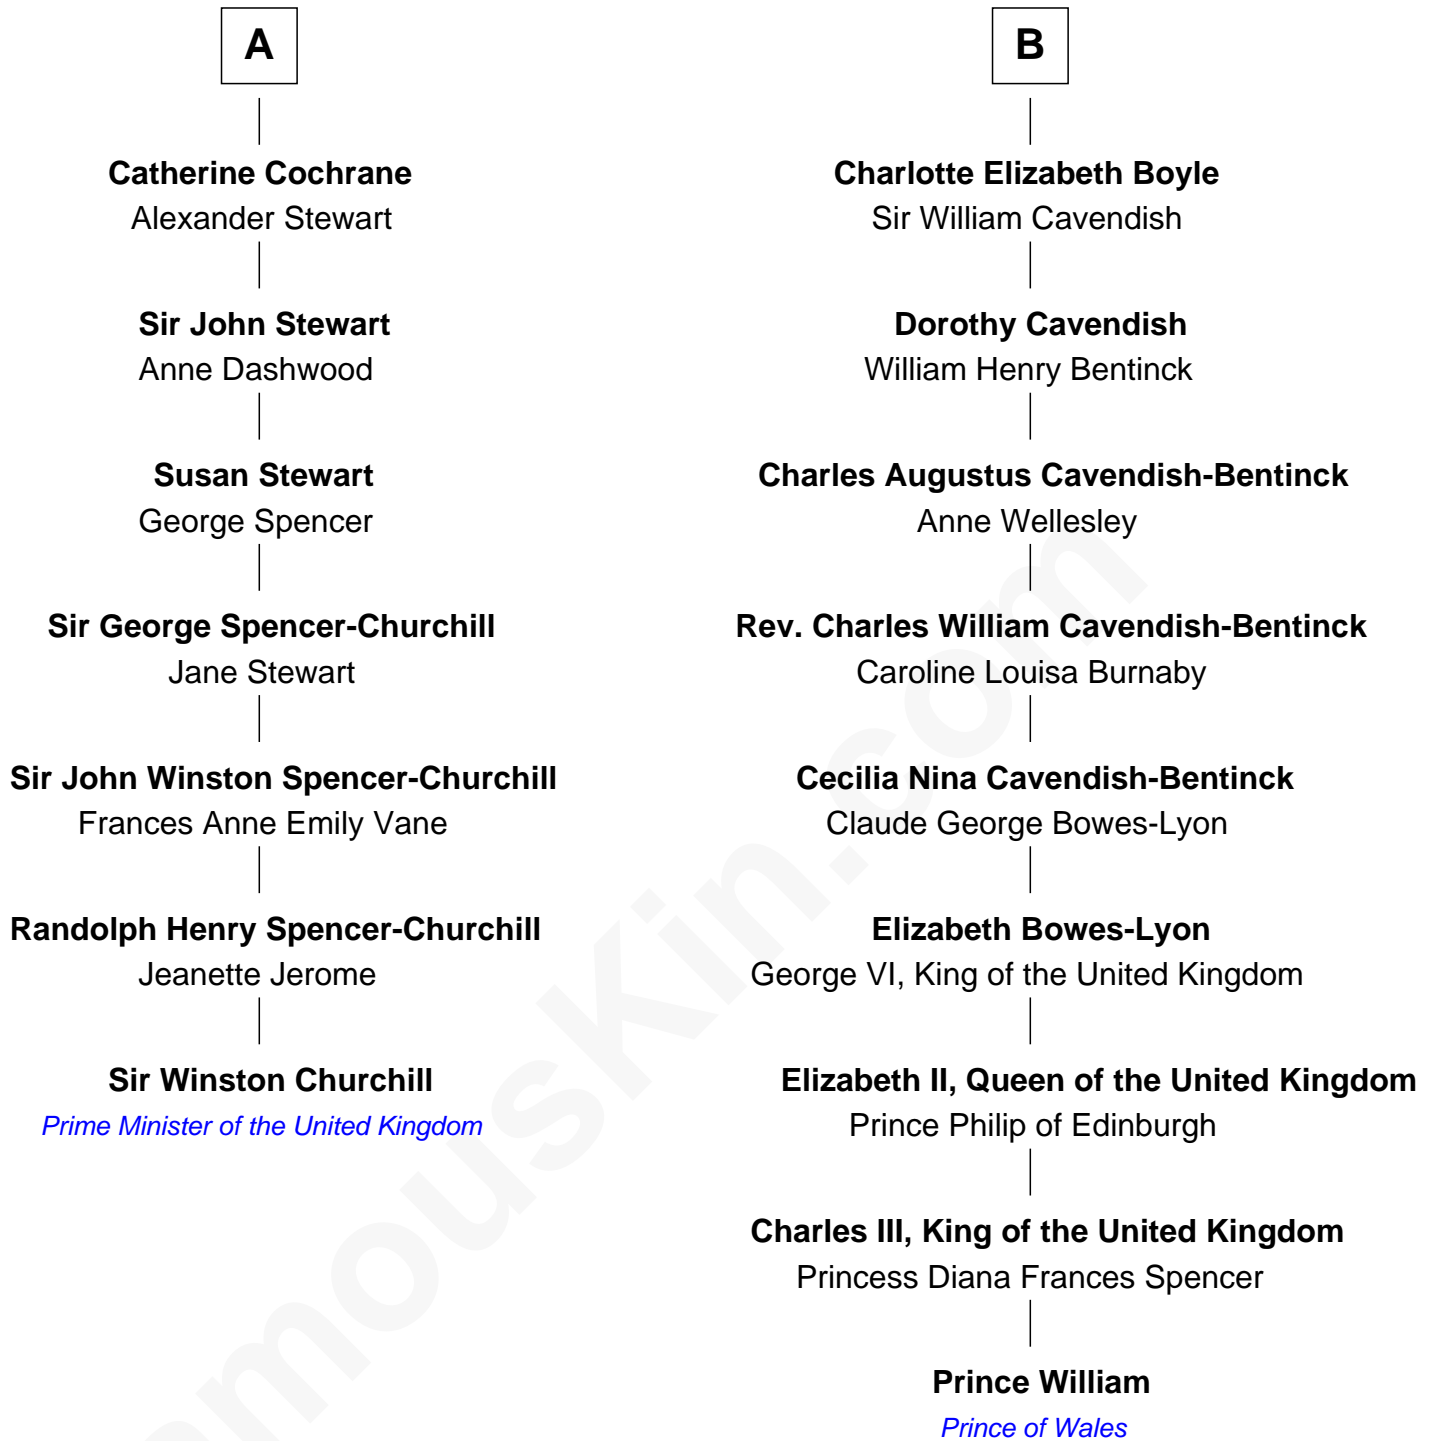 A
Catherine Cochrane
Alexander Stewart
Sir John Stewart
Anne Dashwood
Susan Stewart
George Spencer
Sir George Spencer-Churchill
Jane Stewart
Sir John Winston Spencer-Churchill
Frances Anne Emily Vane
Randolph Henry Spencer-Churchill
Jeanette Jerome
Sir Winston Churchill
Prime Minister of the United Kingdom
B
Charlotte Elizabeth Boyle
Sir William Cavendish
Dorothy Cavendish
William Henry Bentinck
Charles Augustus Cavendish-Bentinck
Anne Wellesley
Rev. Charles William Cavendish-Bentinck
Caroline Louisa Burnaby
Cecilia Nina Cavendish-Bentinck
Claude George Bowes-Lyon
Elizabeth Bowes-Lyon
George VI, King of the United Kingdom
Elizabeth II, Queen of the United Kingdom
Prince Philip of Edinburgh
Charles III, King of the United Kingdom
Princess Diana Frances Spencer
Prince William
Prince of Wales
amousKin.com